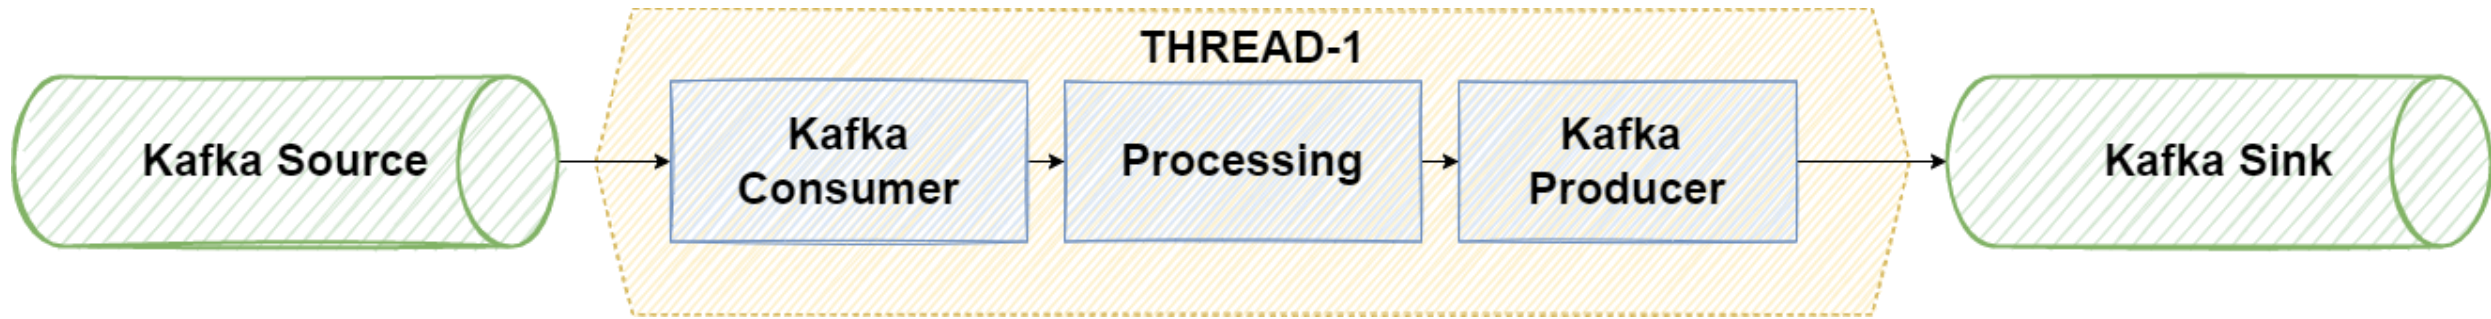 THREAD-1
Kafka Source
Kafka
Consumer
Processing
Kafka
Producer
Kafka Sink